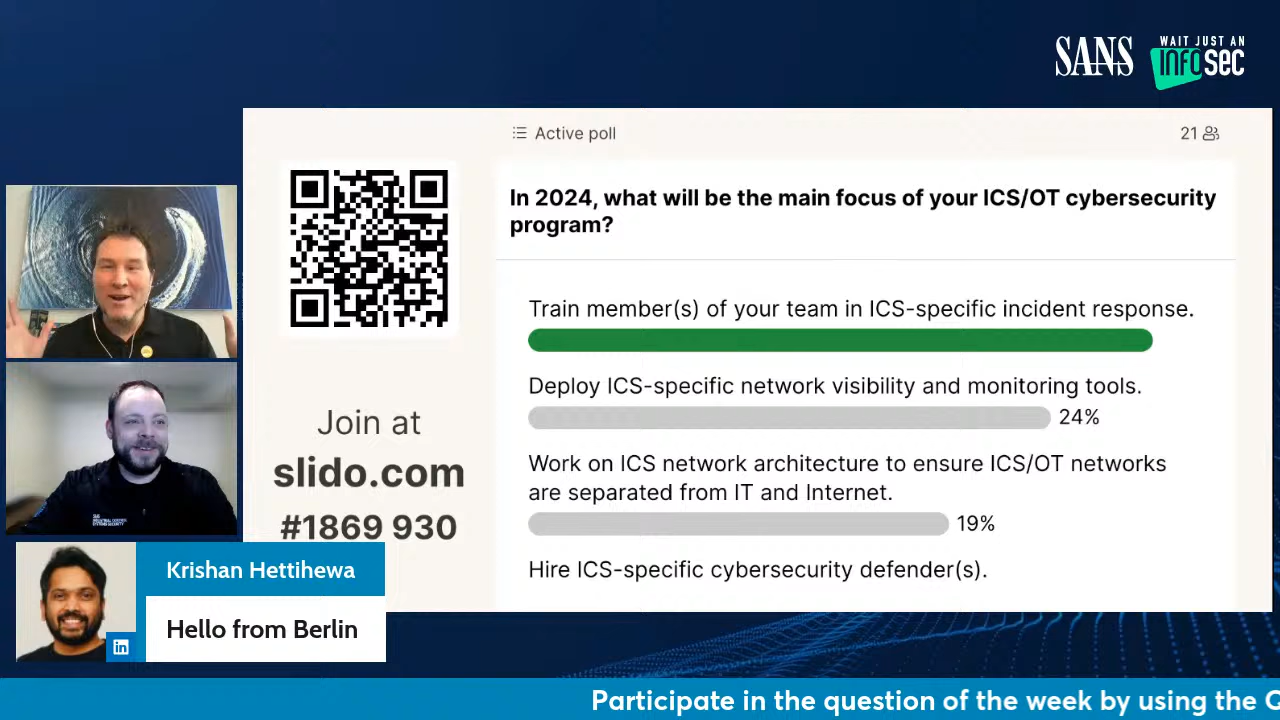 SANS
WAIT JUST AN
INFOSEC
Active poll
21
In 2024, what will be the main focus of your ICS/OT cybersecurity
program?
Train member(s) of your team in ICS-specific incident response.
Deploy ICS-specific network visibility and monitoring tools.
24%
Work on ICS network architecture to ensure ICS/OT networks
are separated from IT and Internet.
19%
Hire ICS-specific cybersecurity defender(s).
Join at
slido.com
#1869 930
Krishan Hettihewa
Hello from Berlin
in
Participate in the question of the week by using the